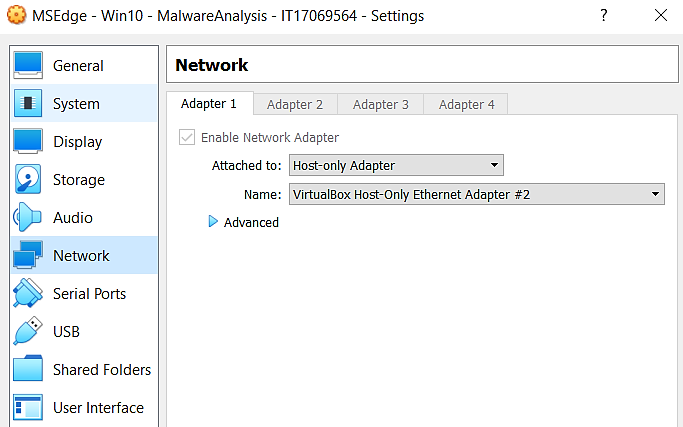 MSEdge - Win10 - MalwareAnalysis - IT17069564 - Settings
?
General
System
Display
Storage
Audio
Network
Serial Ports
USB
Shared Folders
User Interface
Network
Adapter 1 Adapter 2 Adapter 3 Adapter 4
Enable Network Adapter
Attached to: Host-only Adapter
Name: VirtualBox Host-Only Ethernet Adapter #2
Advanced